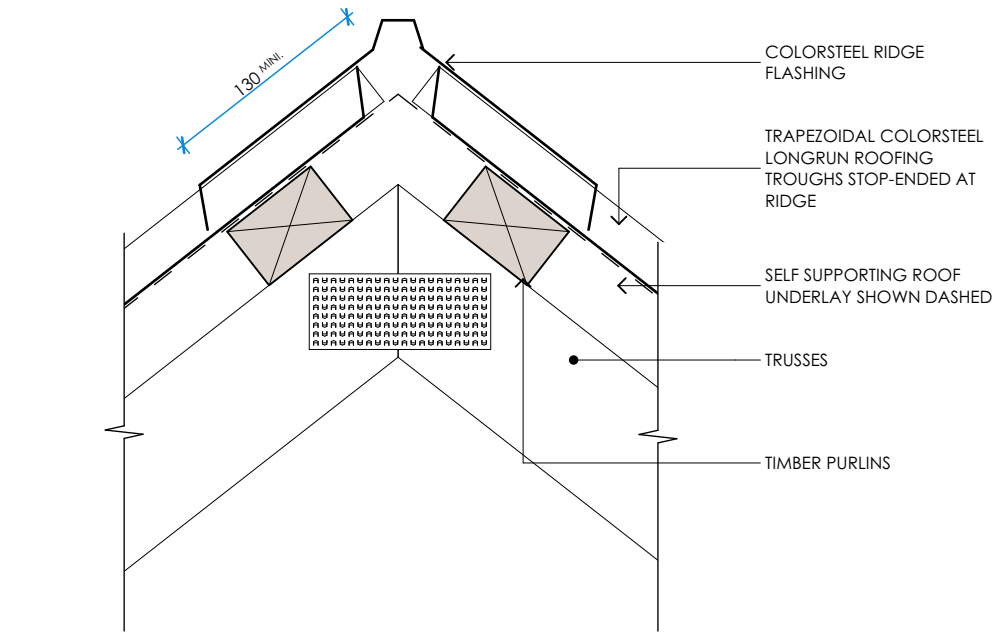 130 MINI.
COLORSTEEL RIDGE
FLASHING
TRAPEZOIDAL COLORSTEEL
LONGRUN ROOFING
TROUGHS STOP-ENDED AT
RIDGE
SELF SUPPORTING ROOF
UNDERLAY SHOWN DASHED
TRUSSES
TIMBER PURLINS